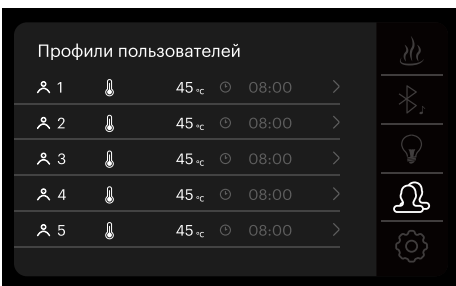 Профили пользователей
1 45 °C 08:00
2 45 °C 08:00
3 45 °C 08:00
4 45 °C 08:00
5 45 °C 08:00